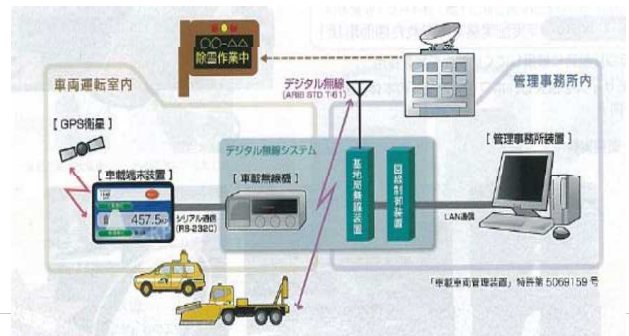 〇〇-△△
除雪作業中
車両運転室内
デジタル無線
(ARIB STD T-61)
管理事務所内
[ GPS衛星 ]
デジタル無線システム
[ 車載端末装置 ]
[ 車載無線機 ]
[ 管理事務所装置 ]
457.5
シリアル通信
(RS-232C)
基地局無線装置
回線制御装置
LAN通信
「車載車両管理装置」特許第5069159号